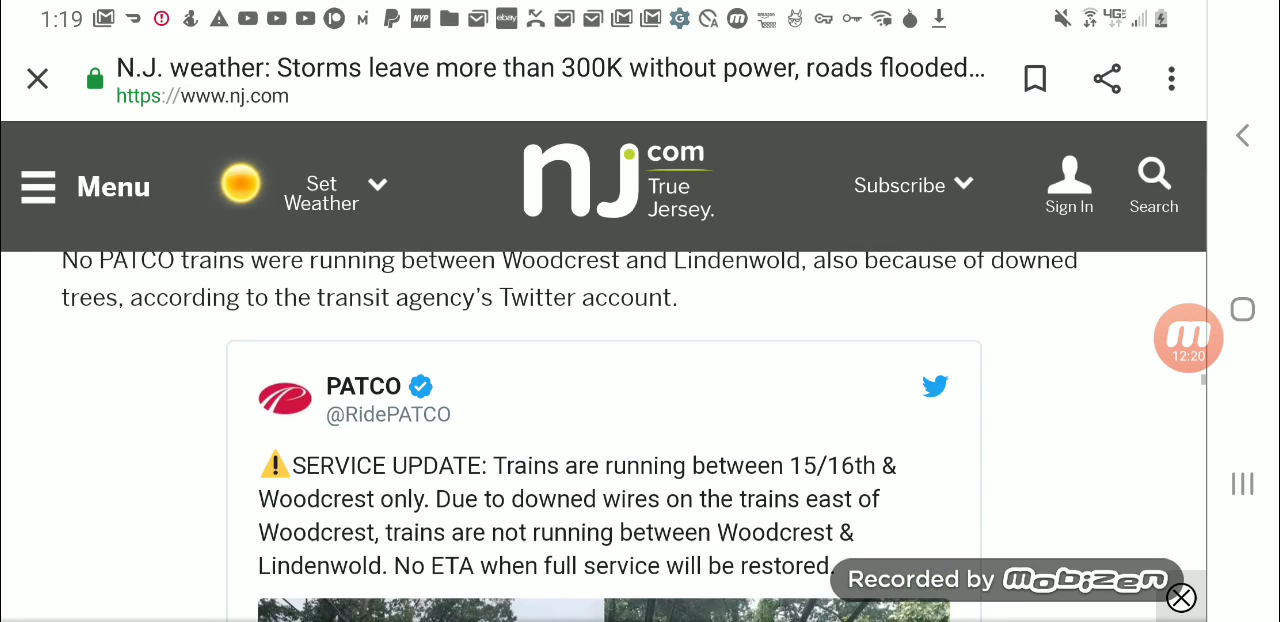 1:19
NYP
ebay
4GE
N.J. weather: Storms leave more than 300K without power, roads flooded...
https://www.nj.com
Menu
Set
Weather
nj
com
True
Jersey.
Subscribe
Sign In
Search
No PATCO trains were running between Woodcrest and Lindenwold, also because of downed
trees, according to the transit agency’s Twitter account.
m
12:20
PATCO
@RidePATCO
⚠️SERVICE UPDATE: Trains are running between 15/16th &
Woodcrest only. Due to downed wires on the trains east of
Woodcrest, trains are not running between Woodcrest &
Lindenwold. No ETA when full service will be restored.
Recorded by mobizen